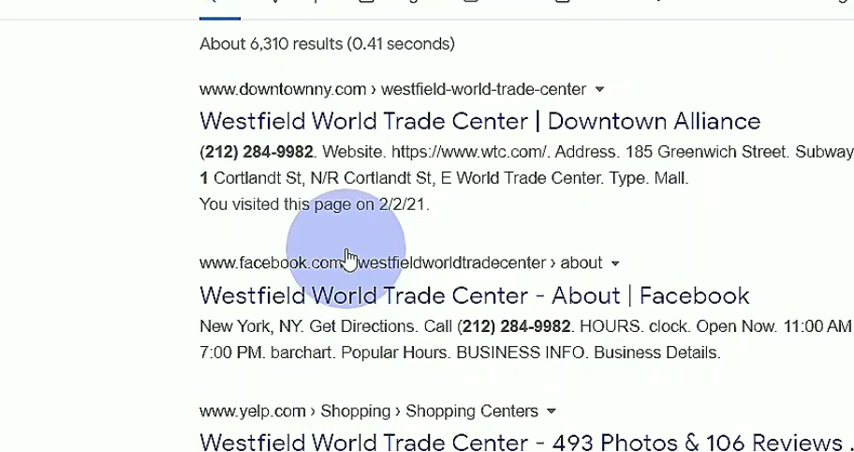 About 6,310 results (0.41 seconds)
www.downtownny.com › westfield-world-trade-center
Westfield World Trade Center | Downtown Alliance
(212) 284-9982. Website. https://www.wtc.com/. Address. 185 Greenwich Street. Subway
1 Cortlandt St, N/R Cortlandt St, E World Trade Center. Type. Mall.
You visited this page on 2/2/21.
www.facebook.com westfieldworldtradecenter › about
Westfield World Trade Center - About | Facebook
New York, NY. Get Directions. Call (212) 284-9982. HOURS. clock. Open Now. 11:00 AM
7:00 PM. barchart. Popular Hours. BUSINESS INFO. Business Details.
www.yelp.com › Shopping › Shopping Centers
Westfield World Trade Center - 493 Photos & 106 Reviews